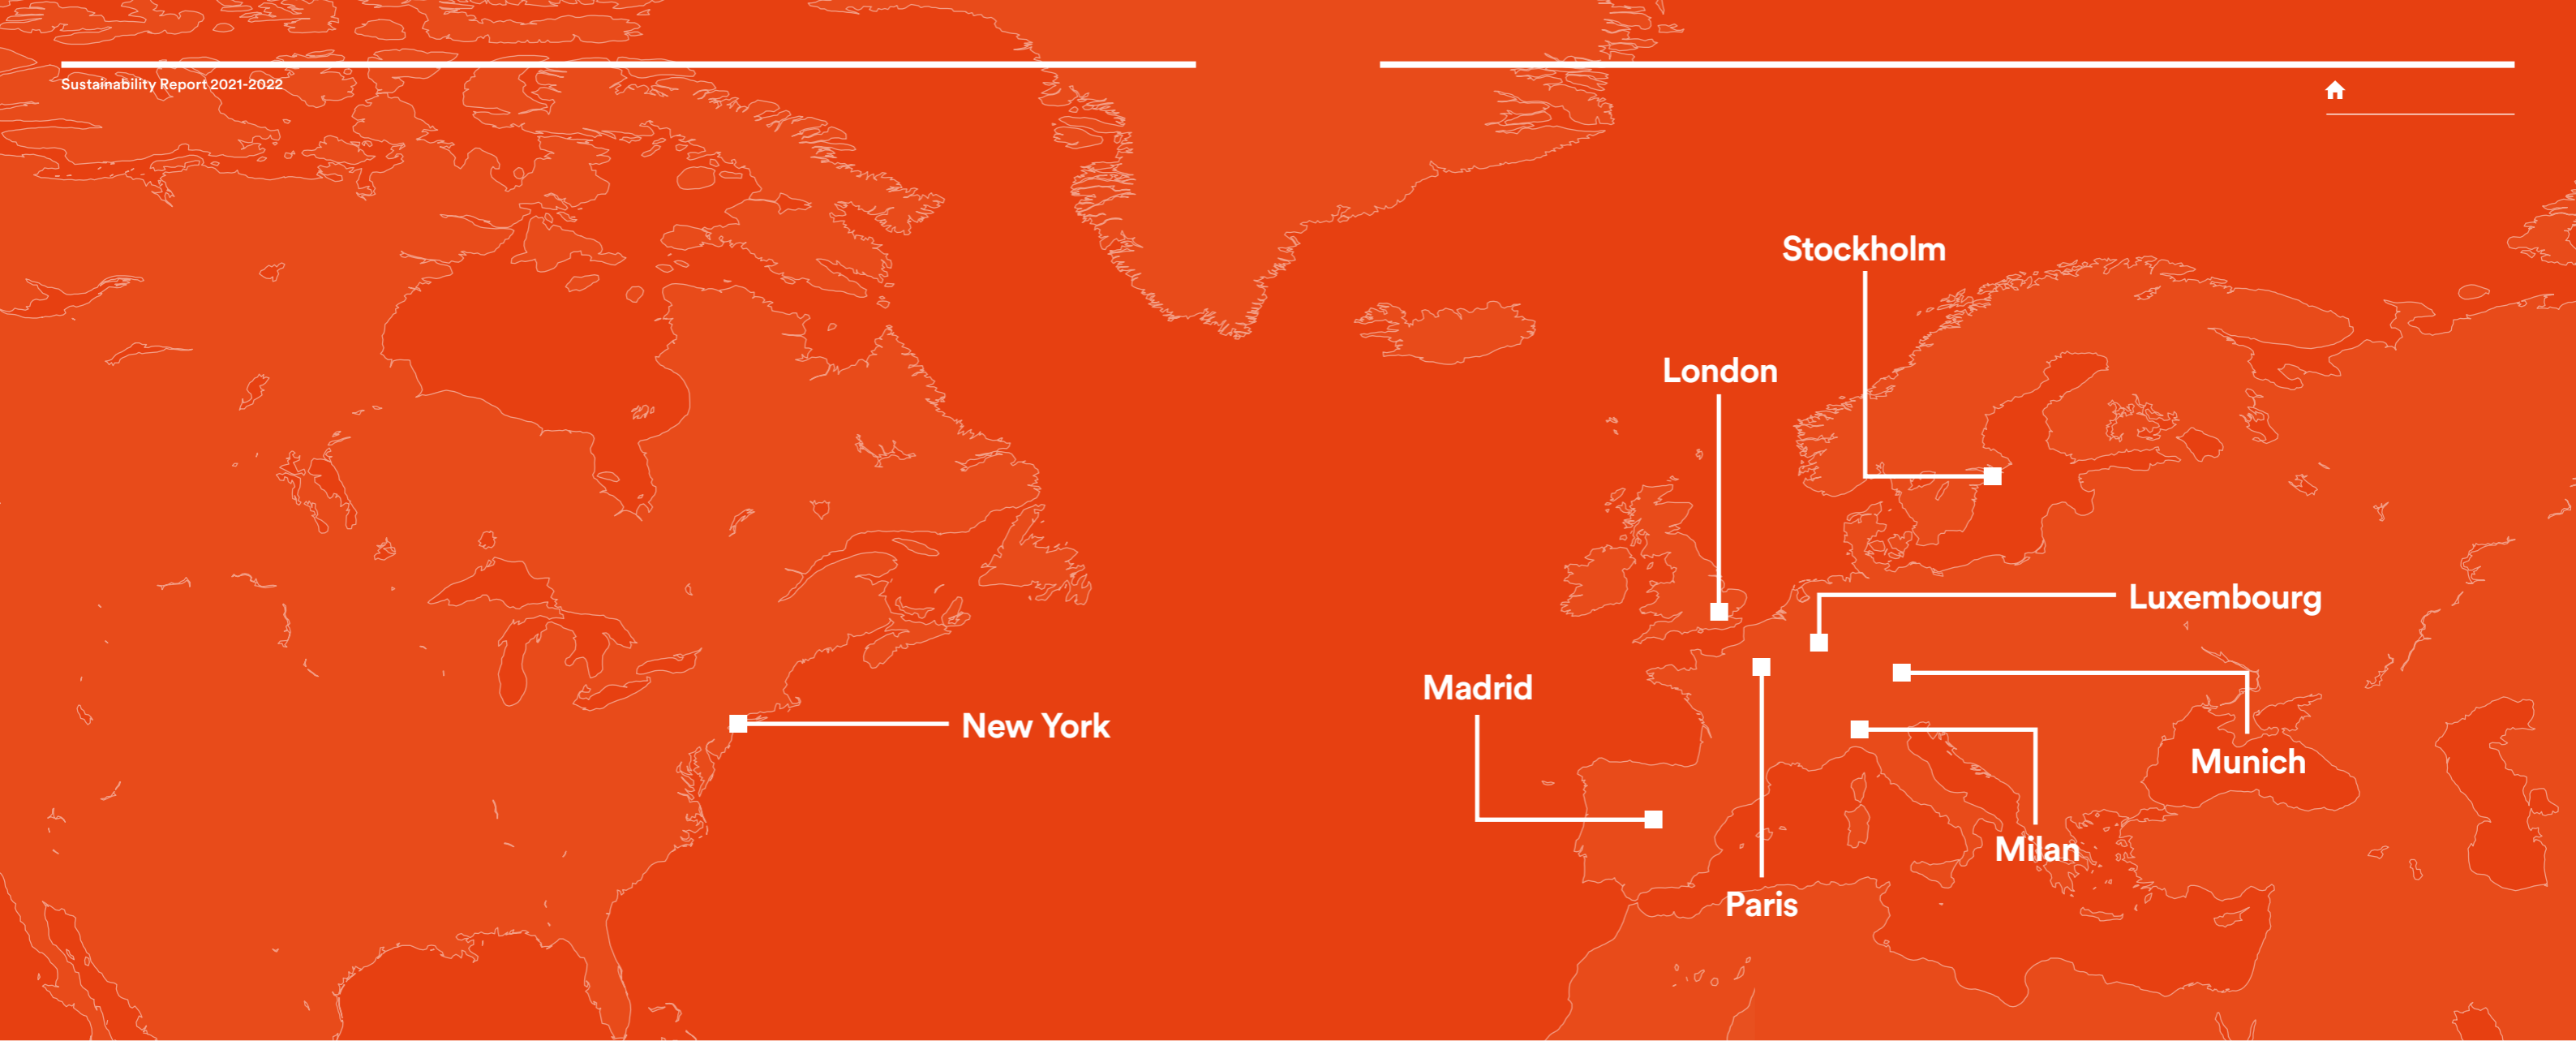 Sustainability Report 2021-2022
Stockholm
London
Luxembourg
Madrid
New York
Munich
Milan
Paris